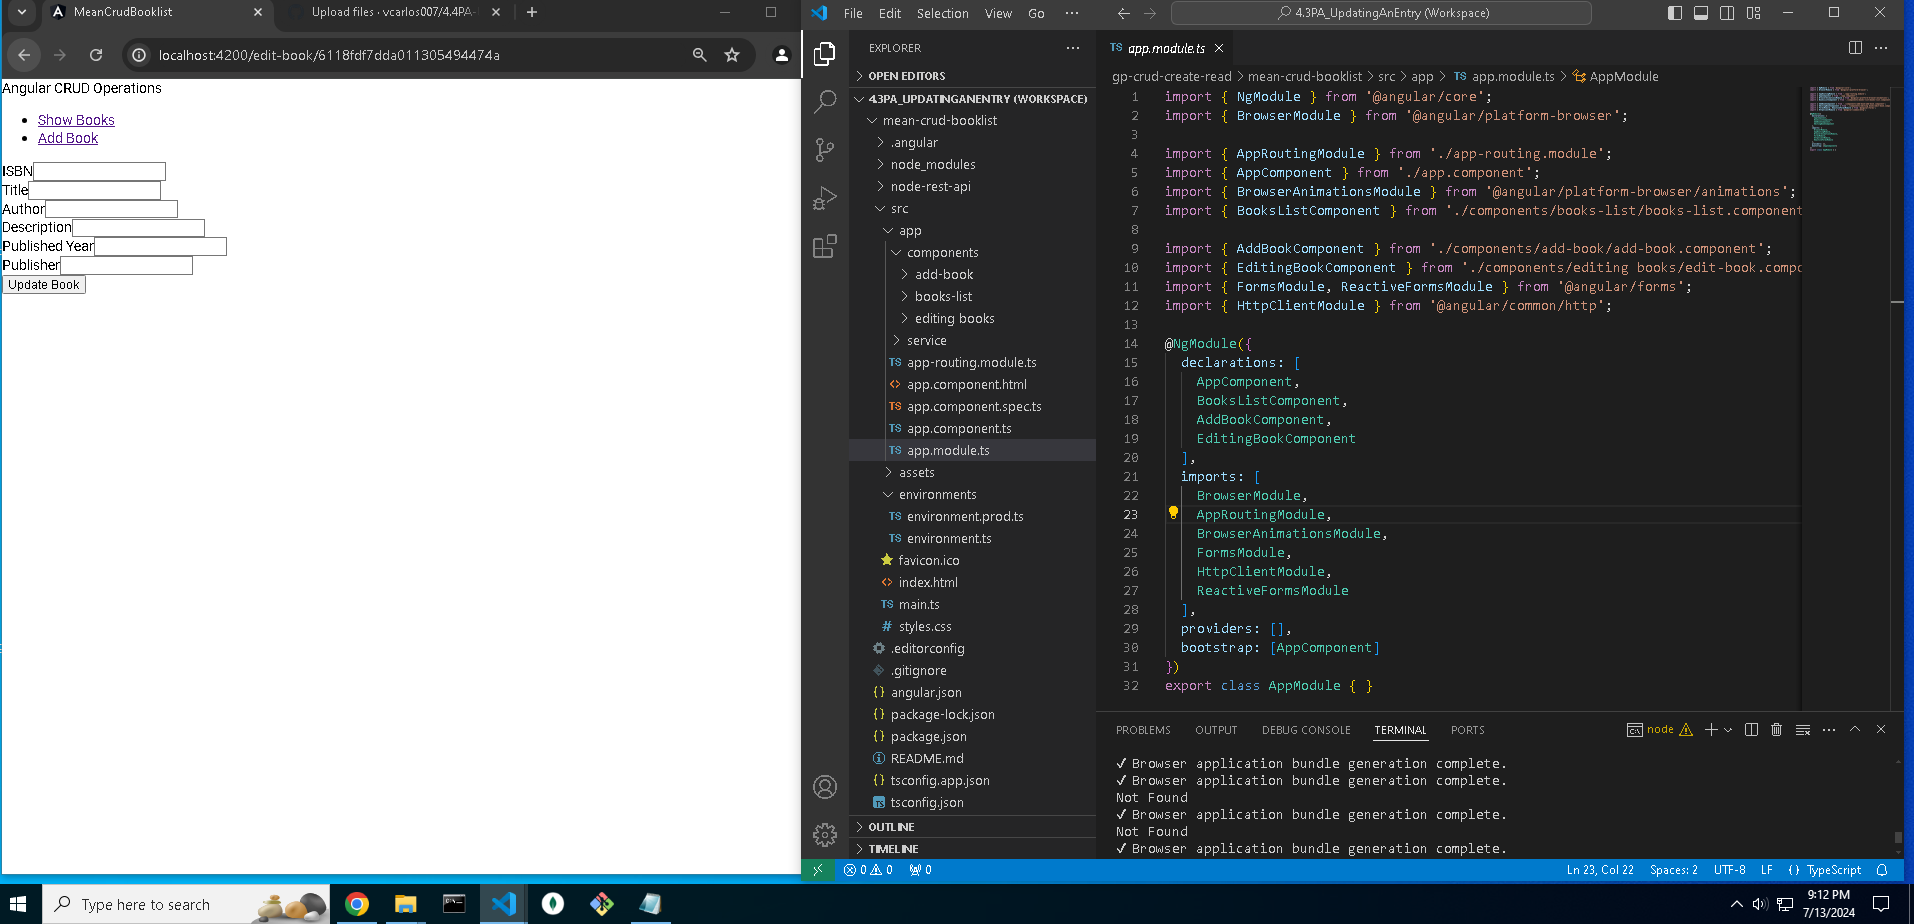 MeanCrudBooklist
Upload files · vcarlos007/4.4PA-
localhost:4200/edit-book/6118fdf7dda011305494474a
Angular CRUD Operations
Show Books
Add Book
ISBN
Title
Author
Description
Published Year
Publisher
Update Book
File Edit Selection View Go ···
4.3PA_UpdatingAnEntry (Workspace)
EXPLORER
OPEN EDITORS
4.3PA_UPDATINGANENTRY (WORKSPACE)
mean-crud-booklist
.angular
node_modules
node-rest-api
src
app
components
add-book
books-list
editing books
service
TS app-routing.module.ts
<> app.component.html
TS app.component.spec.ts
TS app.component.ts
TS app.module.ts
assets
environments
TS environment.prod.ts
TS environment.ts
favicon.ico
<> index.html
TS main.ts
# styles.css
.editorconfig
.gitignore
{} angular.json
{} package-lock.json
{} package.json
README.md
{} tsconfig.app.json
TS tsconfig.json
OUTLINE
TIMELINE
TS app.module.ts
gp-crud-create-read > mean-crud-booklist > src > app > TS app.module.ts > AppModule
1 import { NgModule } from '@angular/core';
2 import { BrowserModule } from '@angular/platform-browser';
3
4 import { AppRoutingModule } from './app-routing.module';
5 import { AppComponent } from './app.component';
6 import { BrowserAnimationsModule } from '@angular/platform-browser/animations';
7 import { BooksListComponent } from './components/books-list/books-list.component
8
9 import { AddBookComponent } from './components/add-book/add-book.component';
10 import { EditingBookComponent } from './components/editing books/edit-book.compo
11 import { FormsModule, ReactiveFormsModule } from '@angular/forms';
12 import { HttpClientModule } from '@angular/common/http';
13
14 @NgModule({
15 declarations: [
16 AppComponent,
17 BooksListComponent,
18 AddBookComponent,
19 EditingBookComponent
20 ],
21 imports: [
22 BrowserModule,
23 AppRoutingModule,
24 BrowserAnimationsModule,
25 FormsModule,
26 HttpClientModule,
27 ReactiveFormsModule
28 ],
29 providers: [],
30 bootstrap: [AppComponent]
31 })
32 export class AppModule { }
PROBLEMS OUTPUT DEBUG CONSOLE TERMINAL PORTS
node
✓ Browser application bundle generation complete.
✓ Browser application bundle generation complete.
Not Found
✓ Browser application bundle generation complete.
Not Found
✓ Browser application bundle generation complete.
0 0 0
Ln 23, Col 22 Spaces: 2 UTF-8 LF {} TypeScript
Type here to search
9:12 PM
7/13/2024